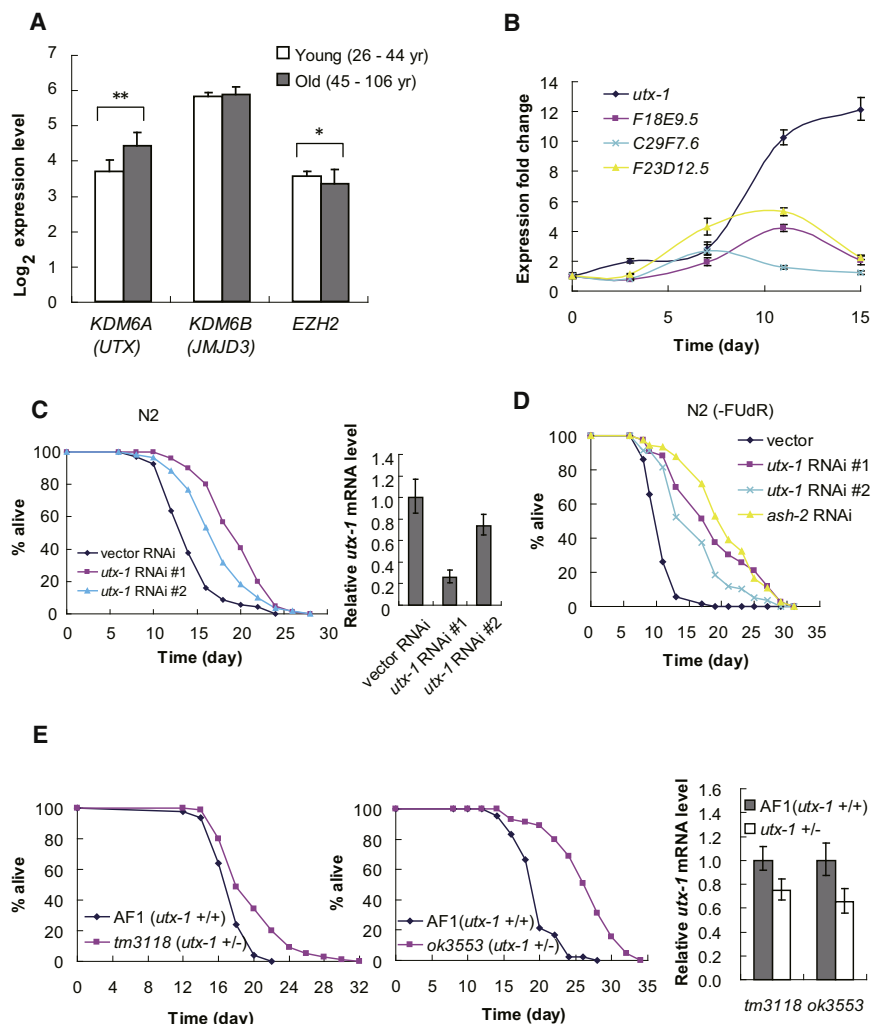 A
7
6
5
4
3
2
1
0
Log2 expression level
**
*
Young (26 - 44 yr)
Old (45 - 106 yr)
KDM6A
(UTX)
KDM6B
(JMJD3)
EZH2
B
14
12
10
8
6
4
2
0
Expression fold change
utx-1
F18E9.5
C29F7.6
F23D12.5
0 5 10 15
Time (day)
C
N2
100
80
60
40
20
0
% alive
vector RNAi
utx-1 RNAi #1
utx-1 RNAi #2
0 5 10 15 20 25 30
Time (day)
1.4
1.2
1.0
0.8
0.6
0.4
0.2
0
Relative utx-1 mRNA level
vector RNAi
utx-1 RNAi #1
utx-1 RNAi #2
D
N2 (-FUdR)
100
80
60
40
20
0
% alive
vector
utx-1 RNAi #1
utx-1 RNAi #2
ash-2 RNAi
0 5 10 15 20 25 30 35
Time (day)
E
100
80
60
40
20
0
% alive
AF1 (utx-1 +/+)
tm3118 (utx-1 +/-)
0 4 8 12 16 20 24 28 32
Time (day)
100
80
60
40
20
0
% alive
AF1(utx-1 +/+)
ok3553 (utx-1 +/-)
0 5 10 15 20 25 30 35
Time (day)
1.6
1.4
1.2
1.0
0.8
0.6
0.4
0.2
0.0
Relative utx-1 mRNA level
AF1(utx-1 +/+)
utx-1 +/-
tm3118 ok3553